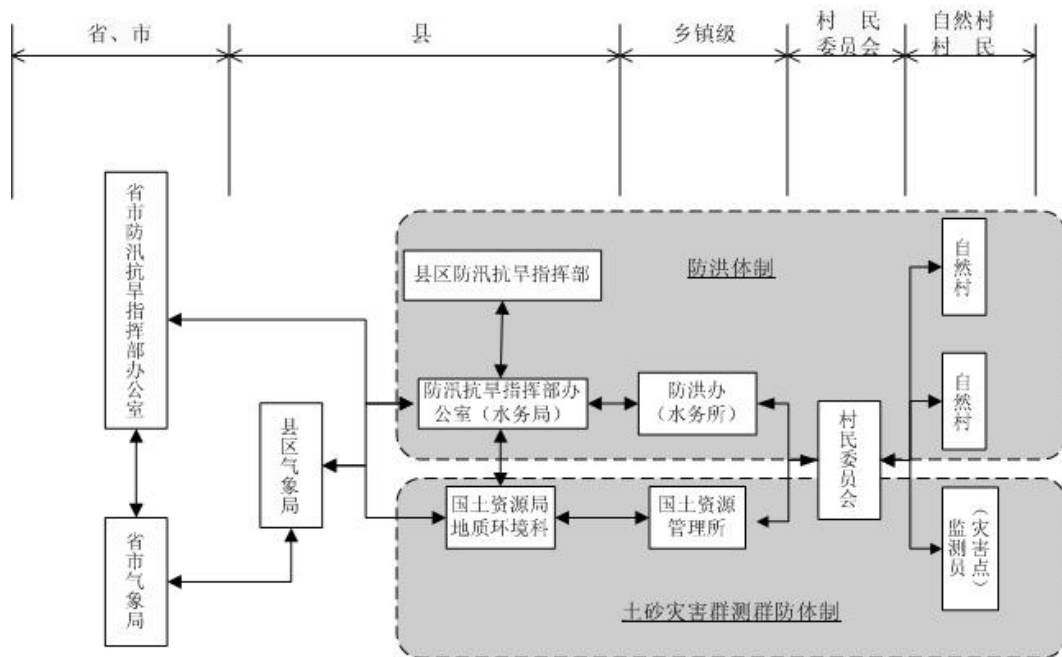 省、市
县
乡镇级
村 民
委员会
自然村
村 民
省市防汛抗旱指挥部办公室
县区防汛抗旱指挥部
防洪体制
自然村
防汛抗旱指挥部办
公室（水务局）
防洪办
（水务所）
自然村
县区气象局
村民委员会
国土资源局
地质环境科
国土资源
管理所
监测员
（灾害点）
省市气象局
土砂灾害群测群防体制